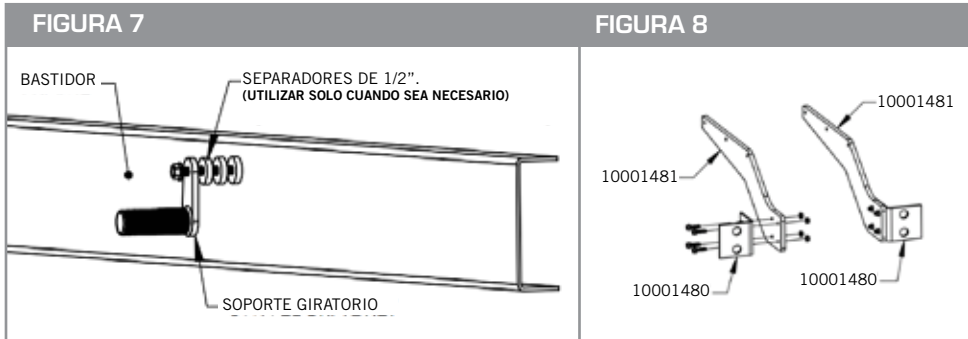 FIGURA 7
FIGURA 8
BASTIDOR
SEPARADORES DE 1/2”.
(UTILIZAR SOLO CUANDO SEA NECESARIO)
SOPORTE GIRATORIO
10001481
10001481
10001480
10001480